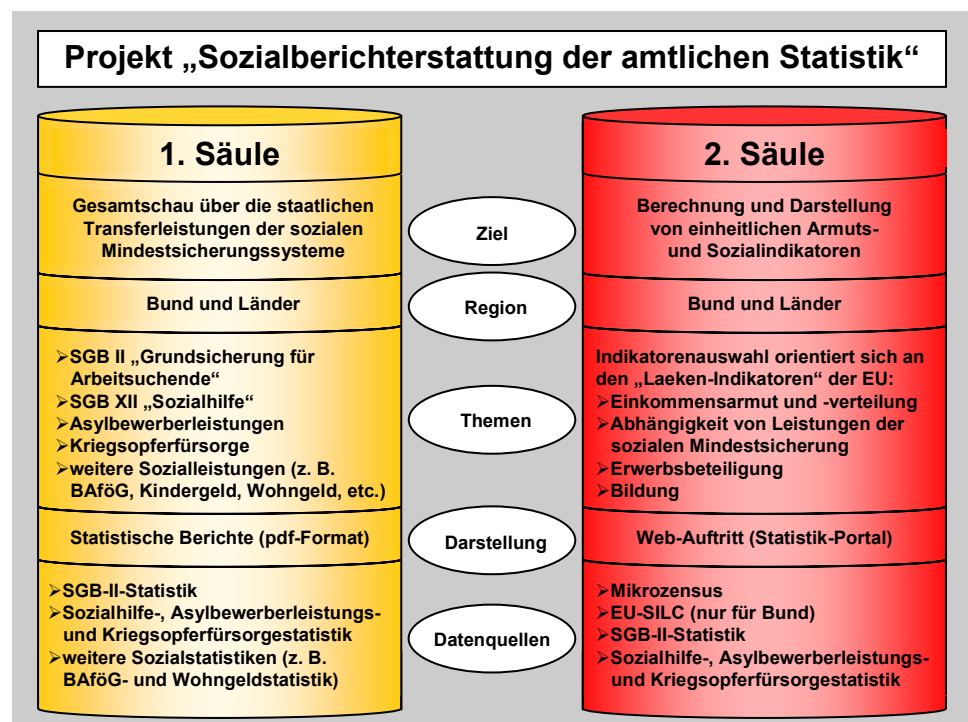 Projekt „Sozialberichterstattung der amtlichen Statistik“
1. Säule
Gesamtschau über die staatlichen
Transferleistungen der sozialen
Mindestsicherungssysteme
Bund und Länder
➢SGB II „Grundsicherung für
Arbeitsuchende“
➢SGB XII „Sozialhilfe“
➢Asylbewerberleistungen
➢Kriegsopferfürsorge
➢weitere Sozialleistungen (z. B.
BAföG, Kindergeld, Wohngeld, etc.)
Statistische Berichte (pdf-Format)
➢SGB-II-Statistik
➢Sozialhilfe-, Asylbewerberleistungs-
und Kriegsopferfürsorgestatistik
➢weitere Sozialstatistiken (z. B.
BAföG- und Wohngeldstatistik)
Ziel
Region
Themen
Darstellung
Datenquellen
2. Säule
Berechnung und Darstellung
von einheitlichen Armuts-
und Sozialindikatoren
Bund und Länder
Indikatorenauswahl orientiert sich an
den „Laeken-Indikatoren“ der EU:
➢Einkommensarmut und -verteilung
➢Abhängigkeit von Leistungen der
sozialen Mindestsicherung
➢Erwerbsbeteiligung
➢Bildung
Web-Auftritt (Statistik-Portal)
➢Mikrozensus
➢EU-SILC (nur für Bund)
➢SGB-II-Statistik
➢Sozialhilfe-, Asylbewerberleistungs-
und Kriegsopferfürsorgestatistik